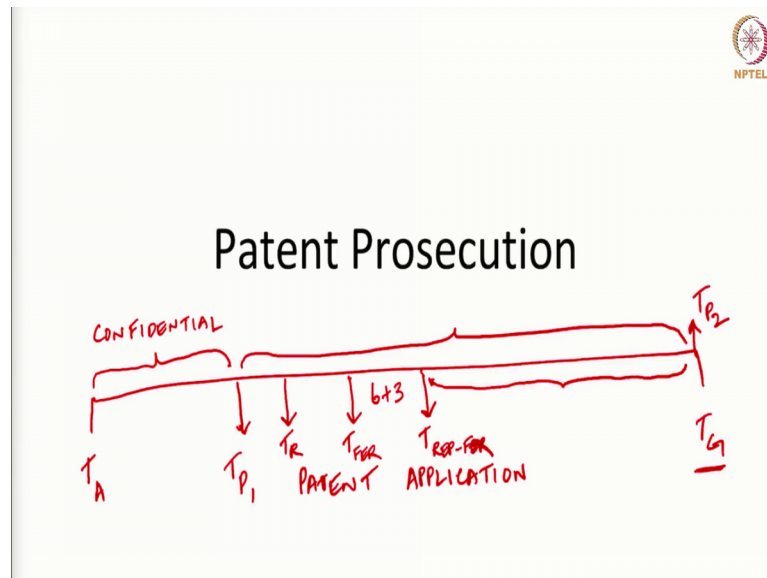 NPTEL
Patent Prosecution
CONFIDENTIAL
T_P2
6+3
T_A
T_P1
T_R
T_FER
T_REP-FER
T_G
PATENT APPLICATION